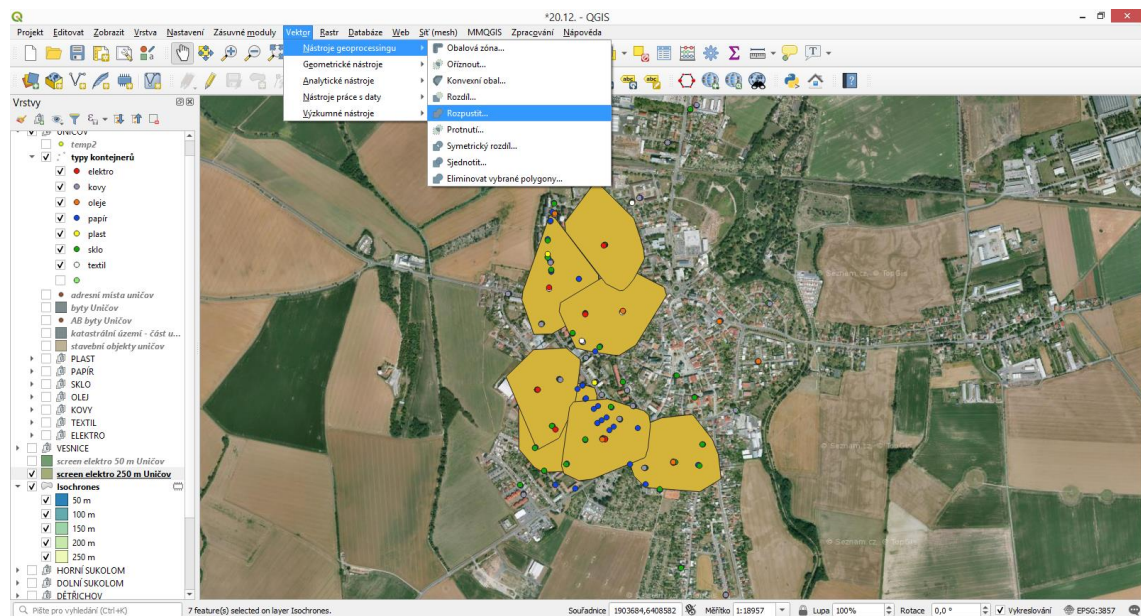 *20.12. - QGIS
Projekt Editovat Zobrazit Vrstva Nastavení Zásuvné moduly Vektor Rastr Databáze Web Síť (mesh) MMQGIS Zpracování Nápověda
Nástroje geoprocessingu
Geometrické nástroje
Analytické nástroje
Nástroje práce s daty
Výzkumné nástroje
Obalová zóna...
Oříznout...
Konvexní obal...
Rozdíl...
Rozpustit...
Protnutí...
Symetrický rozdíl...
Sjednotit...
Eliminovat vybrané polygony...
Vrstvy
UNIČOV
temp2
typy kontejnerů
elektro
kovy
oleje
papír
plast
sklo
textil
adresní místa uničov
byty Uničov
AB byty Uničov
katastrální území - část u...
stavební objekty uničov
PLAST
PAPÍR
SKLO
OLEJ
KOVY
TEXTIL
ELEKTRO
VESNICE
screen elektro 50 m Uničov
screen elektro 250 m Uničov
Isochrones
50 m
100 m
150 m
200 m
250 m
HORNÍ SUKOLOM
DOLNÍ SUKOLOM
DĚTŘICHOV
Pište pro vyhledání (Ctrl+K)
7 feature(s) selected on layer Isochrones.
Souřadnice 1903684,6408582
Měřítko 1:18957
Lupa 100%
Rotace 0,0 °
Vykreslování
EPSG:3857